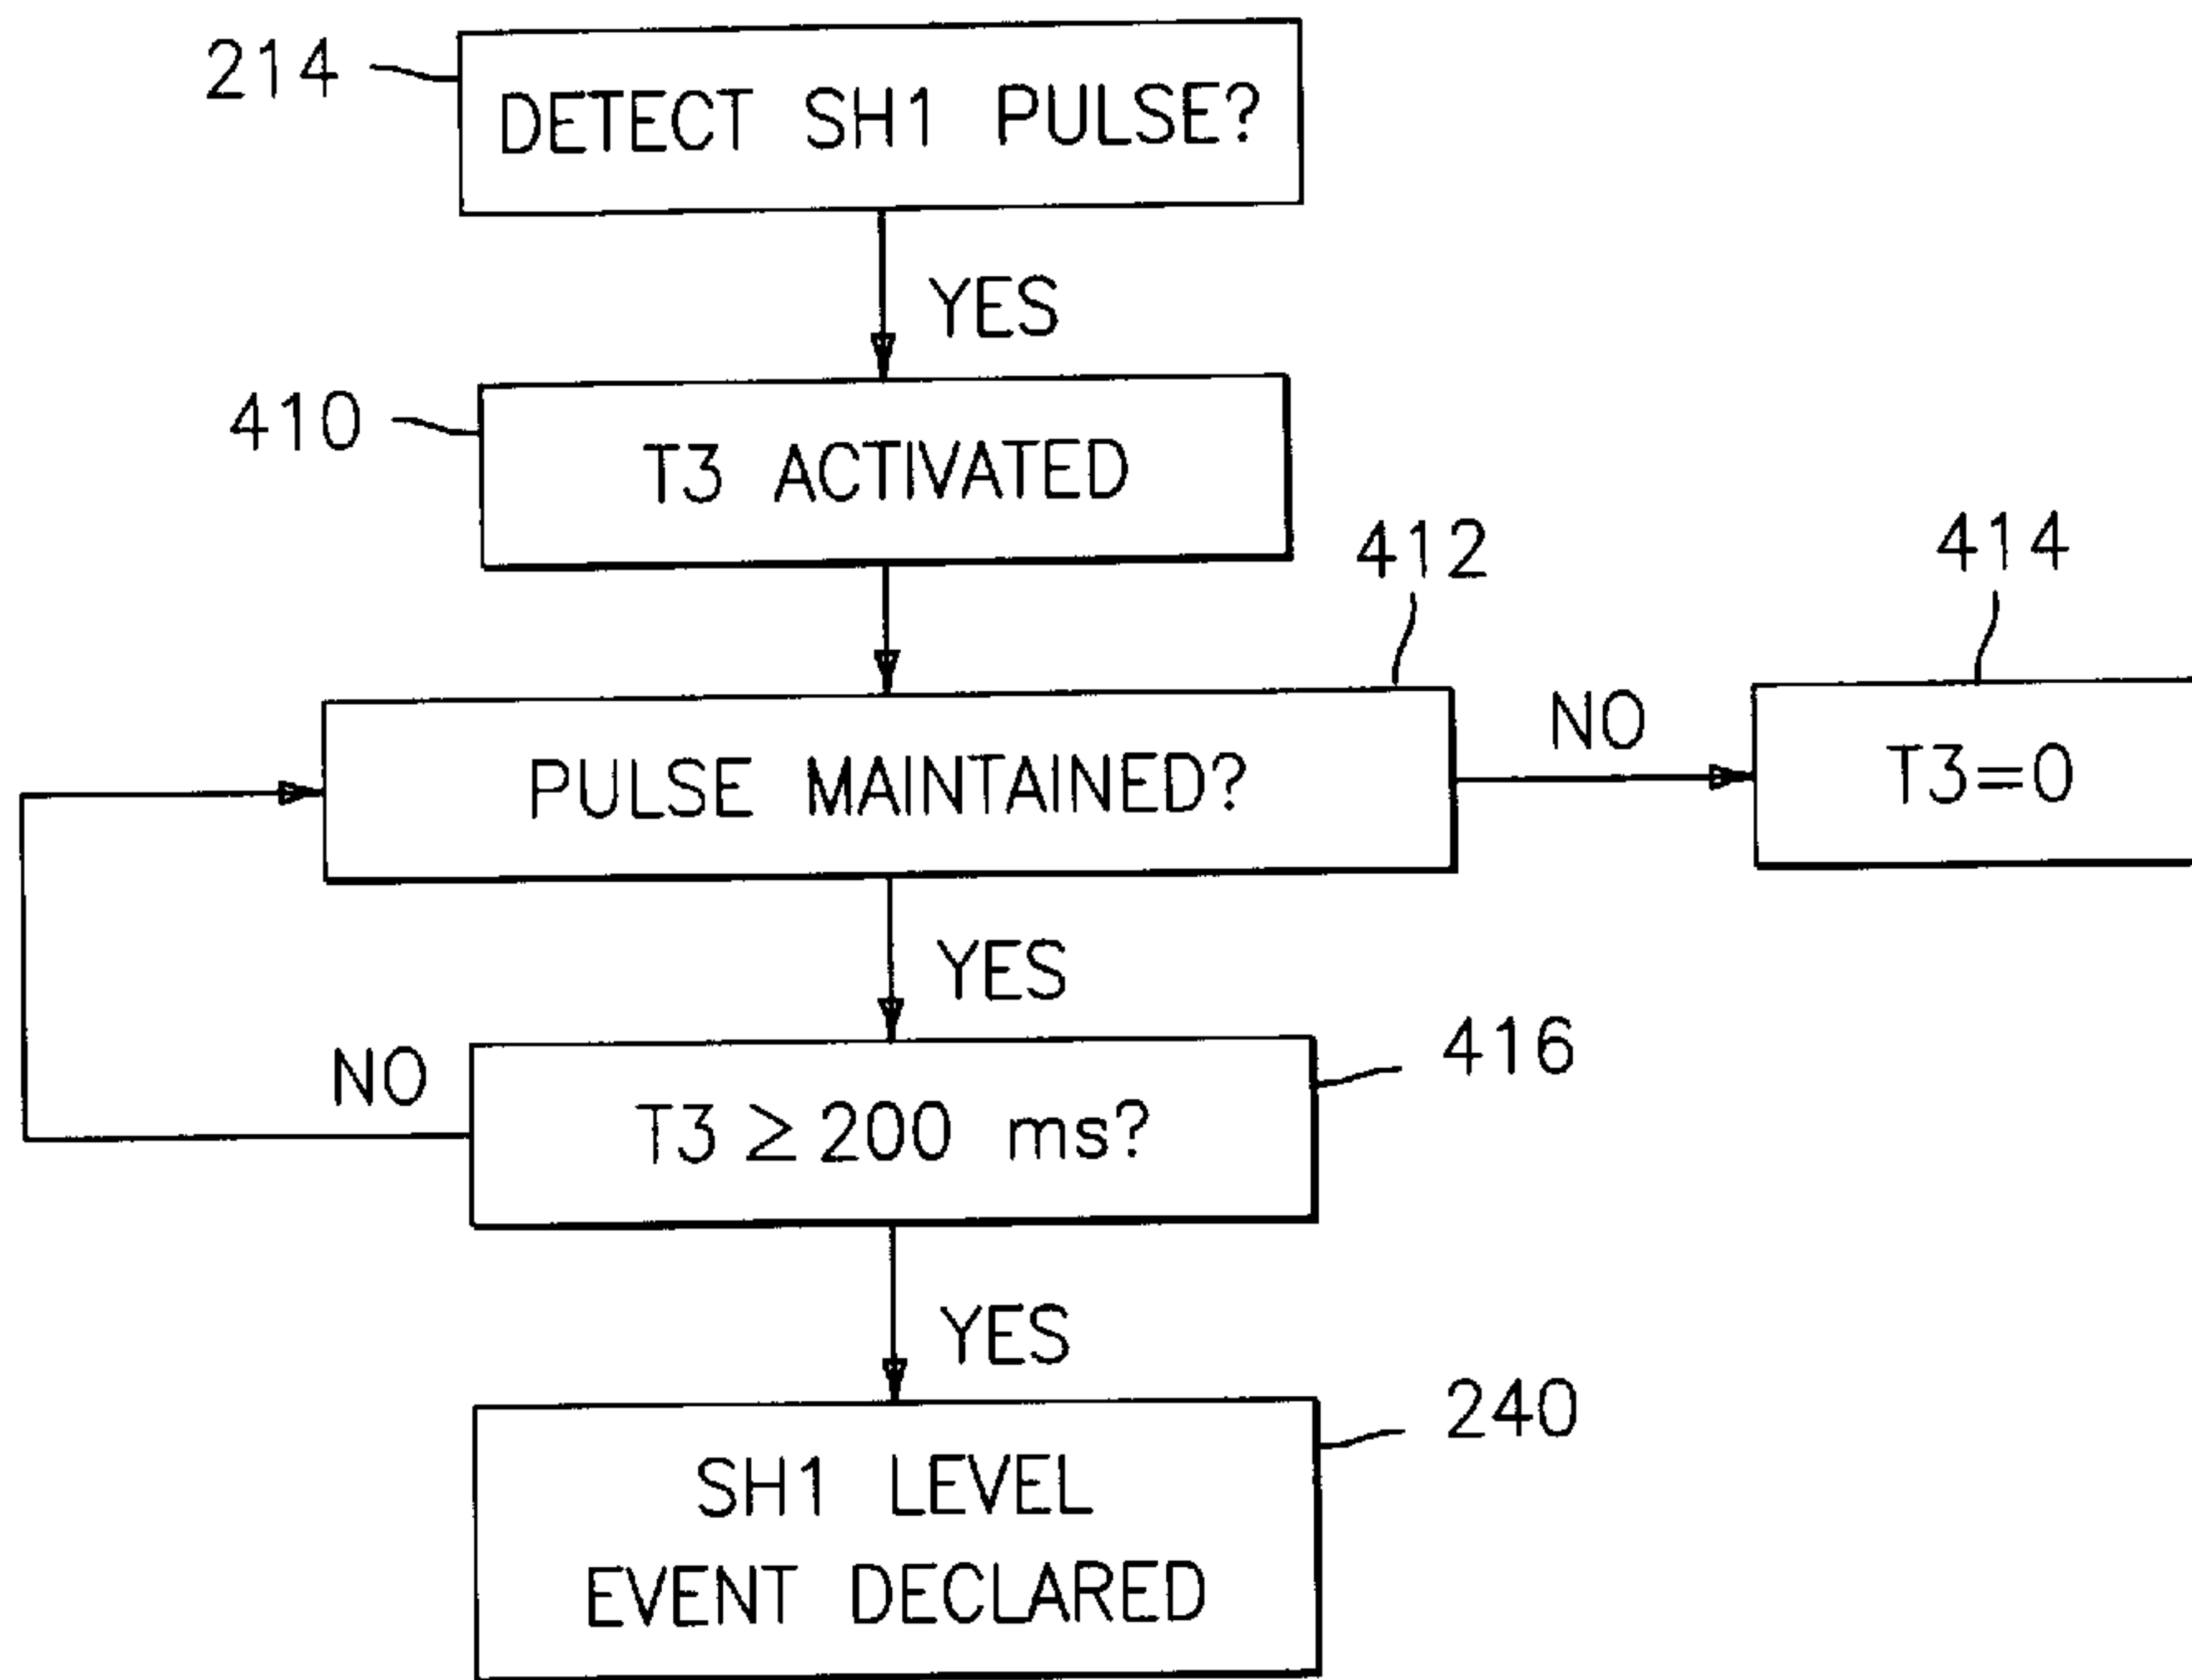 214
DETECT SH1 PULSE?
YES
410
T3 ACTIVATED
412
414
PULSE MAINTAINED?
NO
T3=0
YES
NO
416
T3 ≥ 200 ms?
YES
240
SH1 LEVEL
EVENT DECLARED